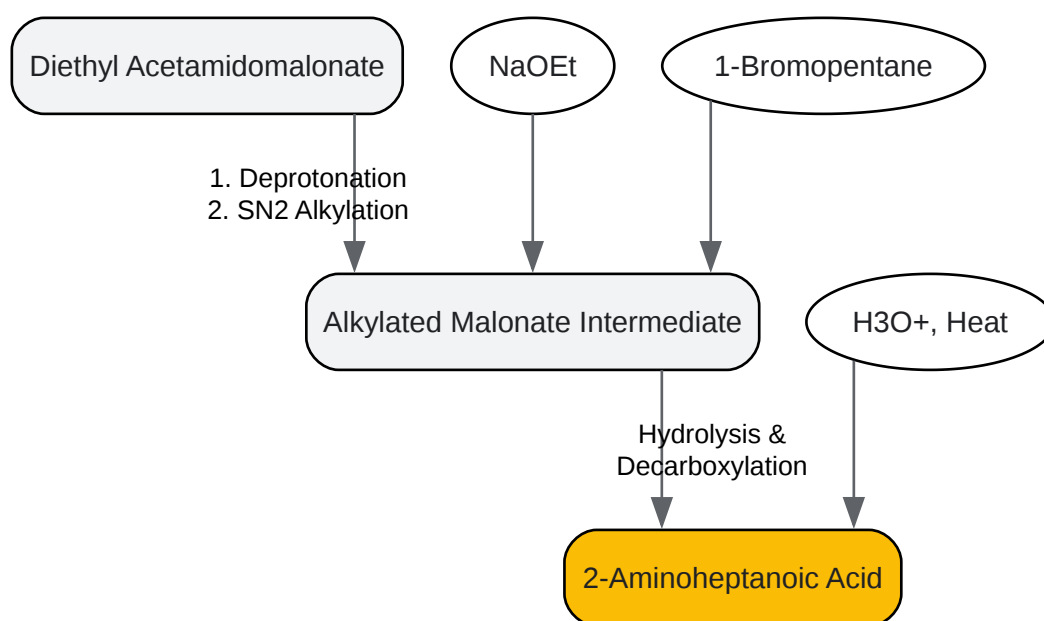 Diethyl Acetamidomalonate
NaOEt
1-Bromopentane
1. Deprotonation
2. SN2 Alkylation
Alkylated Malonate Intermediate
H3O+, Heat
Hydrolysis &
Decarboxylation
2-Aminoheptanoic Acid